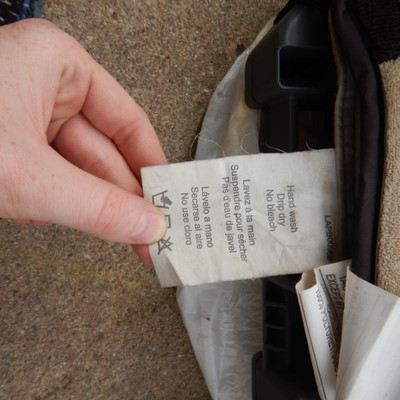 Hand wash
Drip dry
No bleach
Lavez à la main
Suspendre pour sécher
Pas d'eau de javel
Lávelo a mano
Secarse al aire
No use cloro